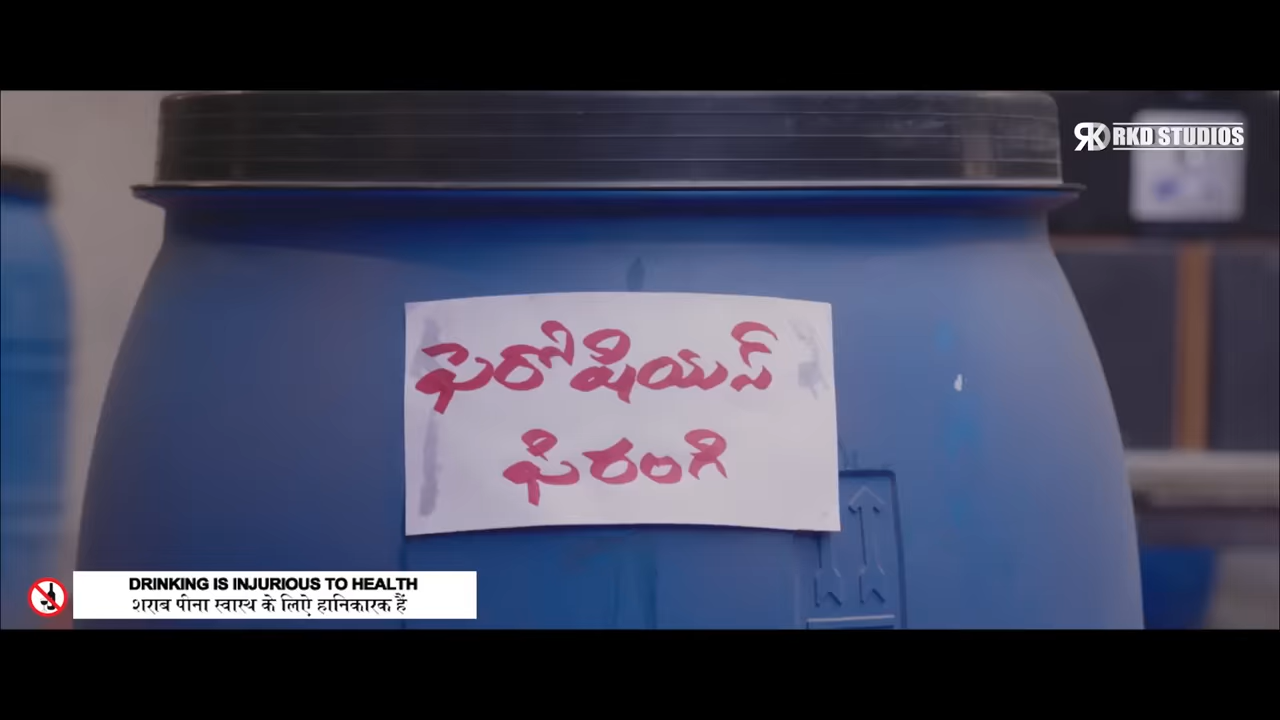 RKD STUDIOS
ఫెరోషియస్
ఫిరంగి
DRINKING IS INJURIOUS TO HEALTH
शराब पीना स्वास्थ के लिऐ हानिकारक हैं